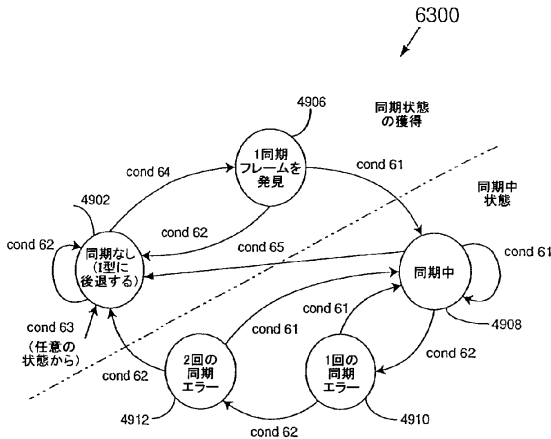 6300
4906
同期状態
の獲得
1同期
フレームを
発見
cond 64
cond 61
4902
同期中
状態
cond 62
cond 62
cond 65
同期なし
(I型に
後退する)
cond 61
同期中
cond 63
(任意の
状態から)
cond 61
cond 61
4908
cond 62
cond 62
2回の
同期
エラー
1回の
同期
エラー
4912
cond 62
4910